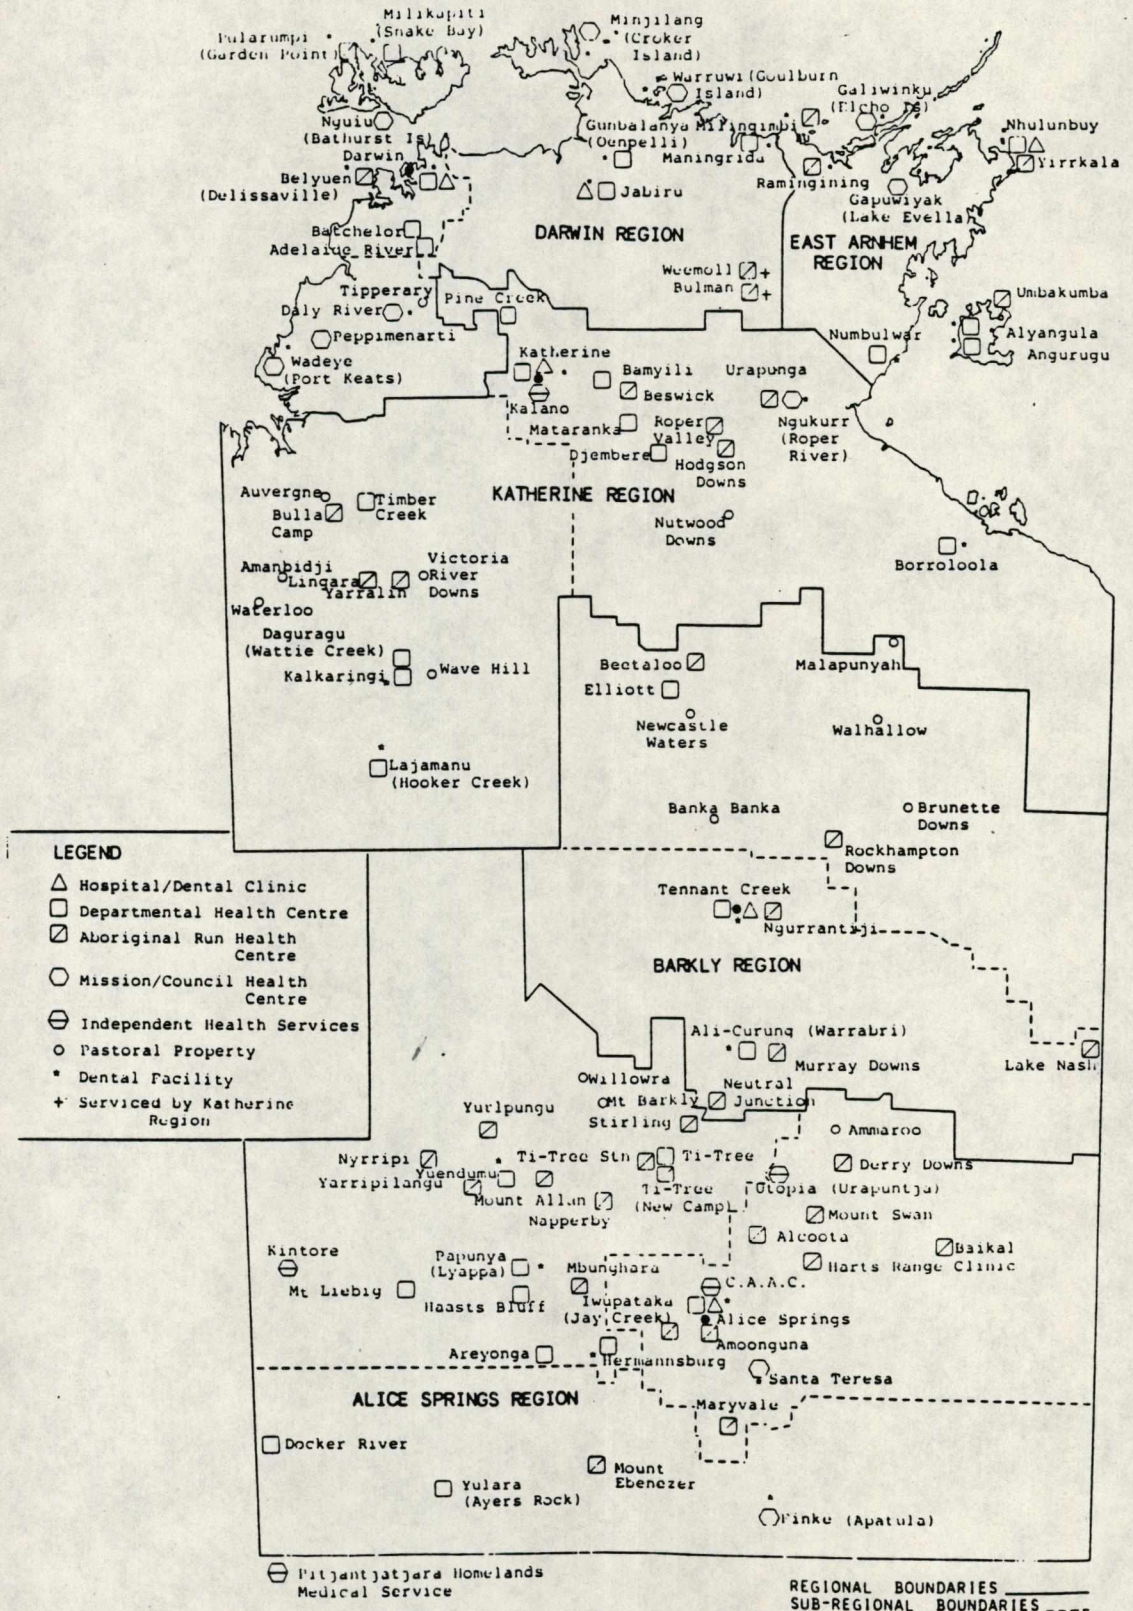 Milikapiti
(Snake Bay)
Pularumpi
(Garden Point)
Minjilang
(Croker
Island)
Warruwi (Goulburn
Island)
Galiwinku
(Elcho Is)
Nguiu
(Bathurst Is)
Gunbalanya
(Oenpelli)
Milingimbi
Nhulunbuy
Darwin
Maningrida
Yirrkala
Belyuen
(Delissaville)
Ramingining
Jabiru
Gapuwiyak
(Lake Evella)
Batchelor
DARWIN REGION
EAST ARNHEM
REGION
Adelaide River
Weemoll +
Bulman +
Tipperary
Pine Creek
Umbakumba
Daly River
Peppimenarti
Numbulwar
Alyangula
Angurugu
Wadeye
(Port Keats)
Katherine
Bamyili
Urapunga
Beswick
Kalano
Mataranka
Roper
Valley
Ngukurr
(Roper
River)
Djembere
Hodgson
Downs
Auvergne
KATHERINE REGION
Timber
Creek
Bulla
Camp
Nutwood
Downs
Borroloola
Amanbidji
Lingara
Yarralin
Victoria
River
Downs
Waterloo
Daguragu
(Wattie Creek)
Kalkaringi
Wave Hill
Beetaloo
Malapunyah
Elliott
Newcastle
Waters
Walhallow
Lajamanu
(Hooker Creek)
Banka Banka
Brunette
Downs
Rockhampton
Downs
LEGEND
Hospital/Dental Clinic
Departmental Health Centre
Aboriginal Run Health
Centre
Mission/Council Health
Centre
Independent Health Services
Pastoral Property
* Dental Facility
+ Serviced by Katherine
Region
Tennant Creek
Ngurrantiji
BARKLY REGION
Ali-Curung (Warrabri)
Murray Downs
Lake Nash
Willowra
Mt Barkly
Neutral
Junction
Stirling
Yurlpungu
Ammaroo
Nyrripi
Ti-Tree Stn
Ti-Tree
Derry Downs
Yuendumu
Yarripilangu
Mount Allan
Ti-Tree
(New Camp)
Utopia (Urapuntja)
Napperby
Mount Swan
Alcoota
Baikal
Harts Range Clinic
Kintore
Papunya
(Lyappa)
Mbunghara
C.A.A.C.
Mt Liebig
Haasts Bluff
Iwupataka
(Jay Creek)
Alice Springs
Amoonguna
Areyonga
Hermannsburg
Santa Teresa
ALICE SPRINGS REGION
Maryvale
Docker River
Mount
Ebenezer
Yulara
(Ayers Rock)
Finke (Apatula)
Pitjantjatjara Homelands
Medical Service
REGIONAL BOUNDARIES
SUB-REGIONAL BOUNDARIES